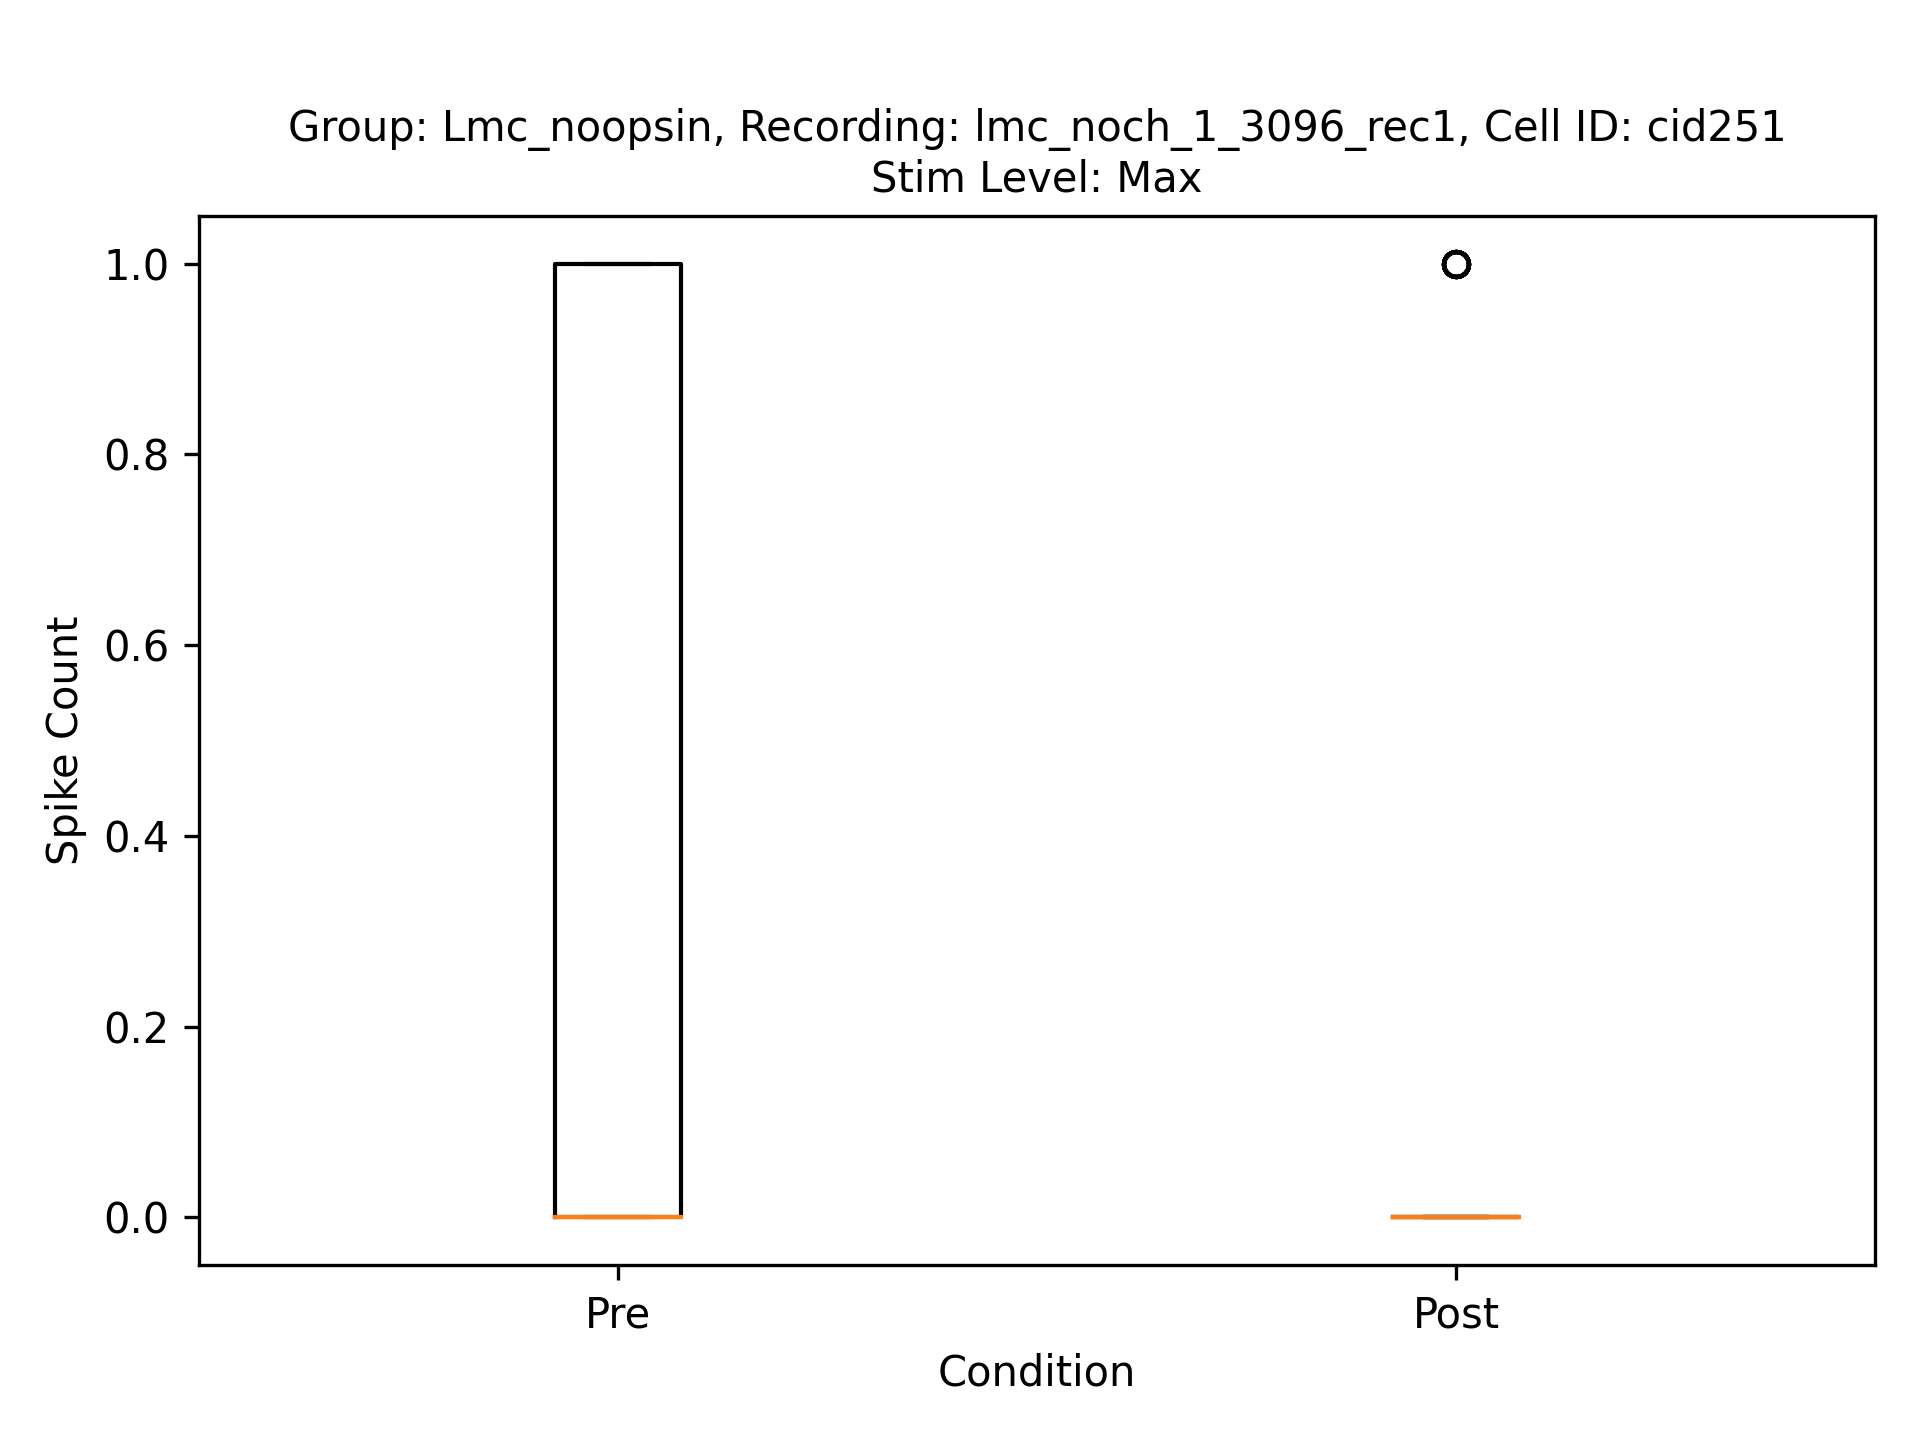 Group: Lmc_noopsin, Recording: lmc_noch_1_3096_rec1, Cell ID: cid251
Stim Level: Max
1.0
0.8
0.6
0.4
0.2
0.0
Spike Count
Pre
Post
Condition